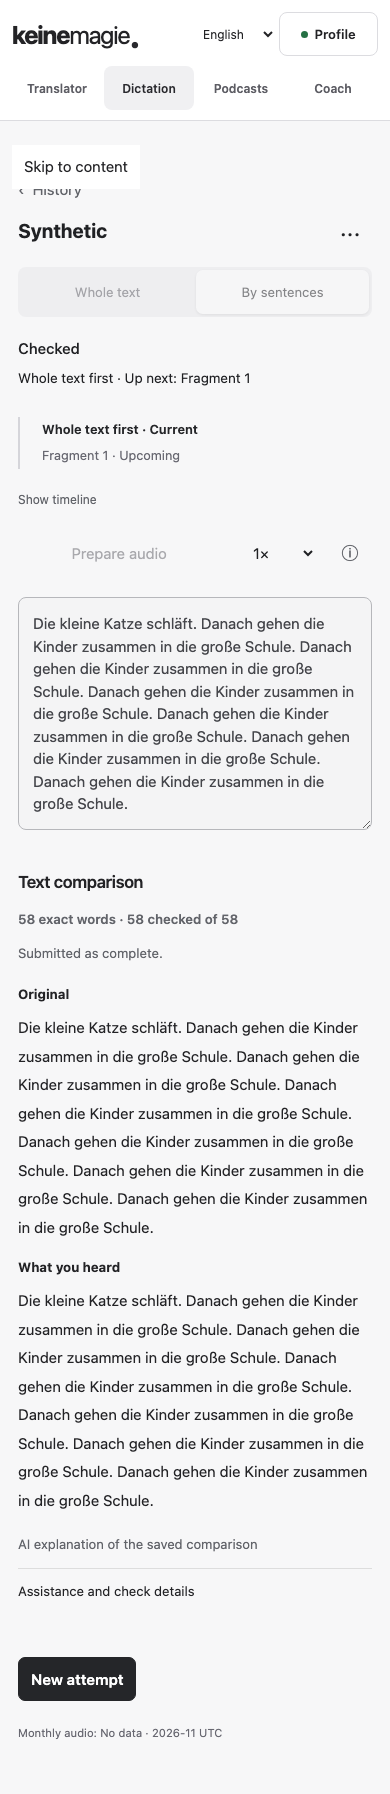 keinemagie.
English
Profile
Translator
Dictation
Podcasts
Coach
Skip to content
‹ History
Synthetic
...
Whole text
By sentences
Checked
Whole text first · Up next: Fragment 1
Whole text first · Current
Fragment 1 · Upcoming
Show timeline
Prepare audio
1×
Die kleine Katze schläft. Danach gehen die
Kinder zusammen in die große Schule. Danach
gehen die Kinder zusammen in die große
Schule. Danach gehen die Kinder zusammen in
die große Schule. Danach gehen die Kinder
zusammen in die große Schule. Danach gehen
die Kinder zusammen in die große Schule.
Danach gehen die Kinder zusammen in die
große Schule.
Text comparison
58 exact words · 58 checked of 58
Submitted as complete.
Original
Die kleine Katze schläft. Danach gehen die Kinder
zusammen in die große Schule. Danach gehen die
Kinder zusammen in die große Schule. Danach
gehen die Kinder zusammen in die große Schule.
Danach gehen die Kinder zusammen in die große
Schule. Danach gehen die Kinder zusammen in die
große Schule. Danach gehen die Kinder zusammen
in die große Schule.
What you heard
Die kleine Katze schläft. Danach gehen die Kinder
zusammen in die große Schule. Danach gehen die
Kinder zusammen in die große Schule. Danach
gehen die Kinder zusammen in die große Schule.
Danach gehen die Kinder zusammen in die große
Schule. Danach gehen die Kinder zusammen in die
große Schule. Danach gehen die Kinder zusammen
in die große Schule.
AI explanation of the saved comparison
Assistance and check details
New attempt
Monthly audio: No data · 2026-11 UTC